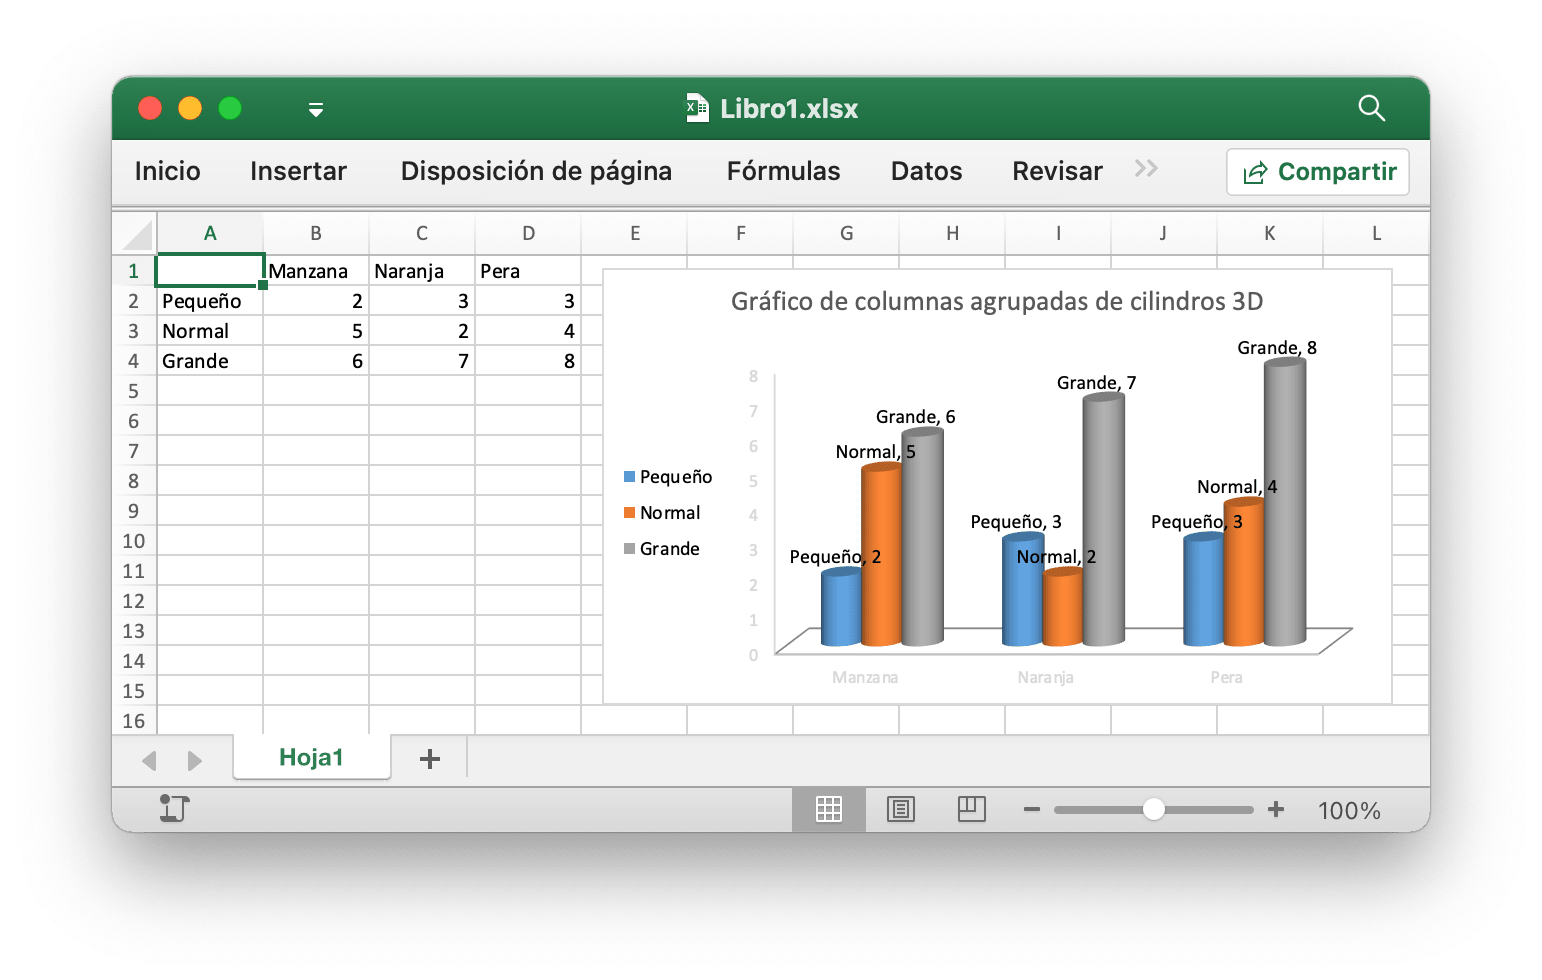 Libro1.xlsx
Inicio Insertar Disposición de página Fórmulas Datos Revisar Compartir
A B C D E F G H I J K L
1 Manzana Naranja Pera
2 Pequeño 2 3 3
3 Normal 5 2 4
4 Grande 6 7 8
5
6
7
8
9
10
11
12
13
14
15
16
Gráfico de columnas agrupadas de cilindros 3D
Pequeño
Normal
Grande
8
7
6
5
4
3
2
1
0
Pequeño, 2
Normal, 5
Grande, 6
Pequeño, 3
Normal, 2
Grande, 7
Pequeño, 3
Normal, 4
Grande, 8
Manzana Naranja Pera
Hoja1
100%